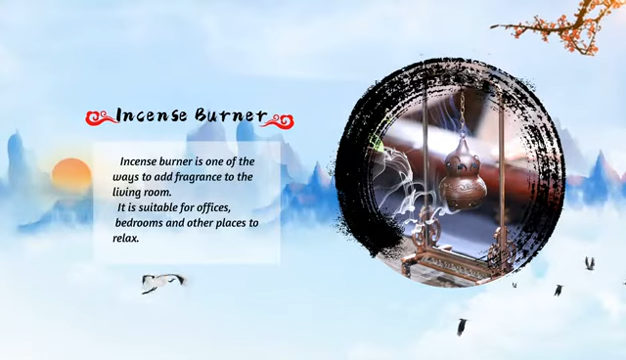 Incense Burner
Incense burner is one of the
ways to add fragrance to the
living room.
It is suitable for offices,
bedrooms and other places to
relax.